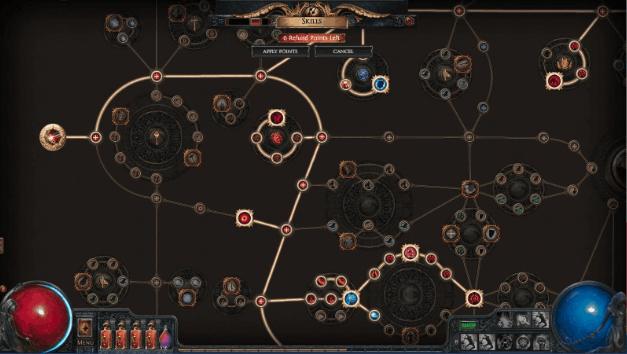 SKILLS
6 Refund Points Left
APPLY POINTS
CANCEL
MENU